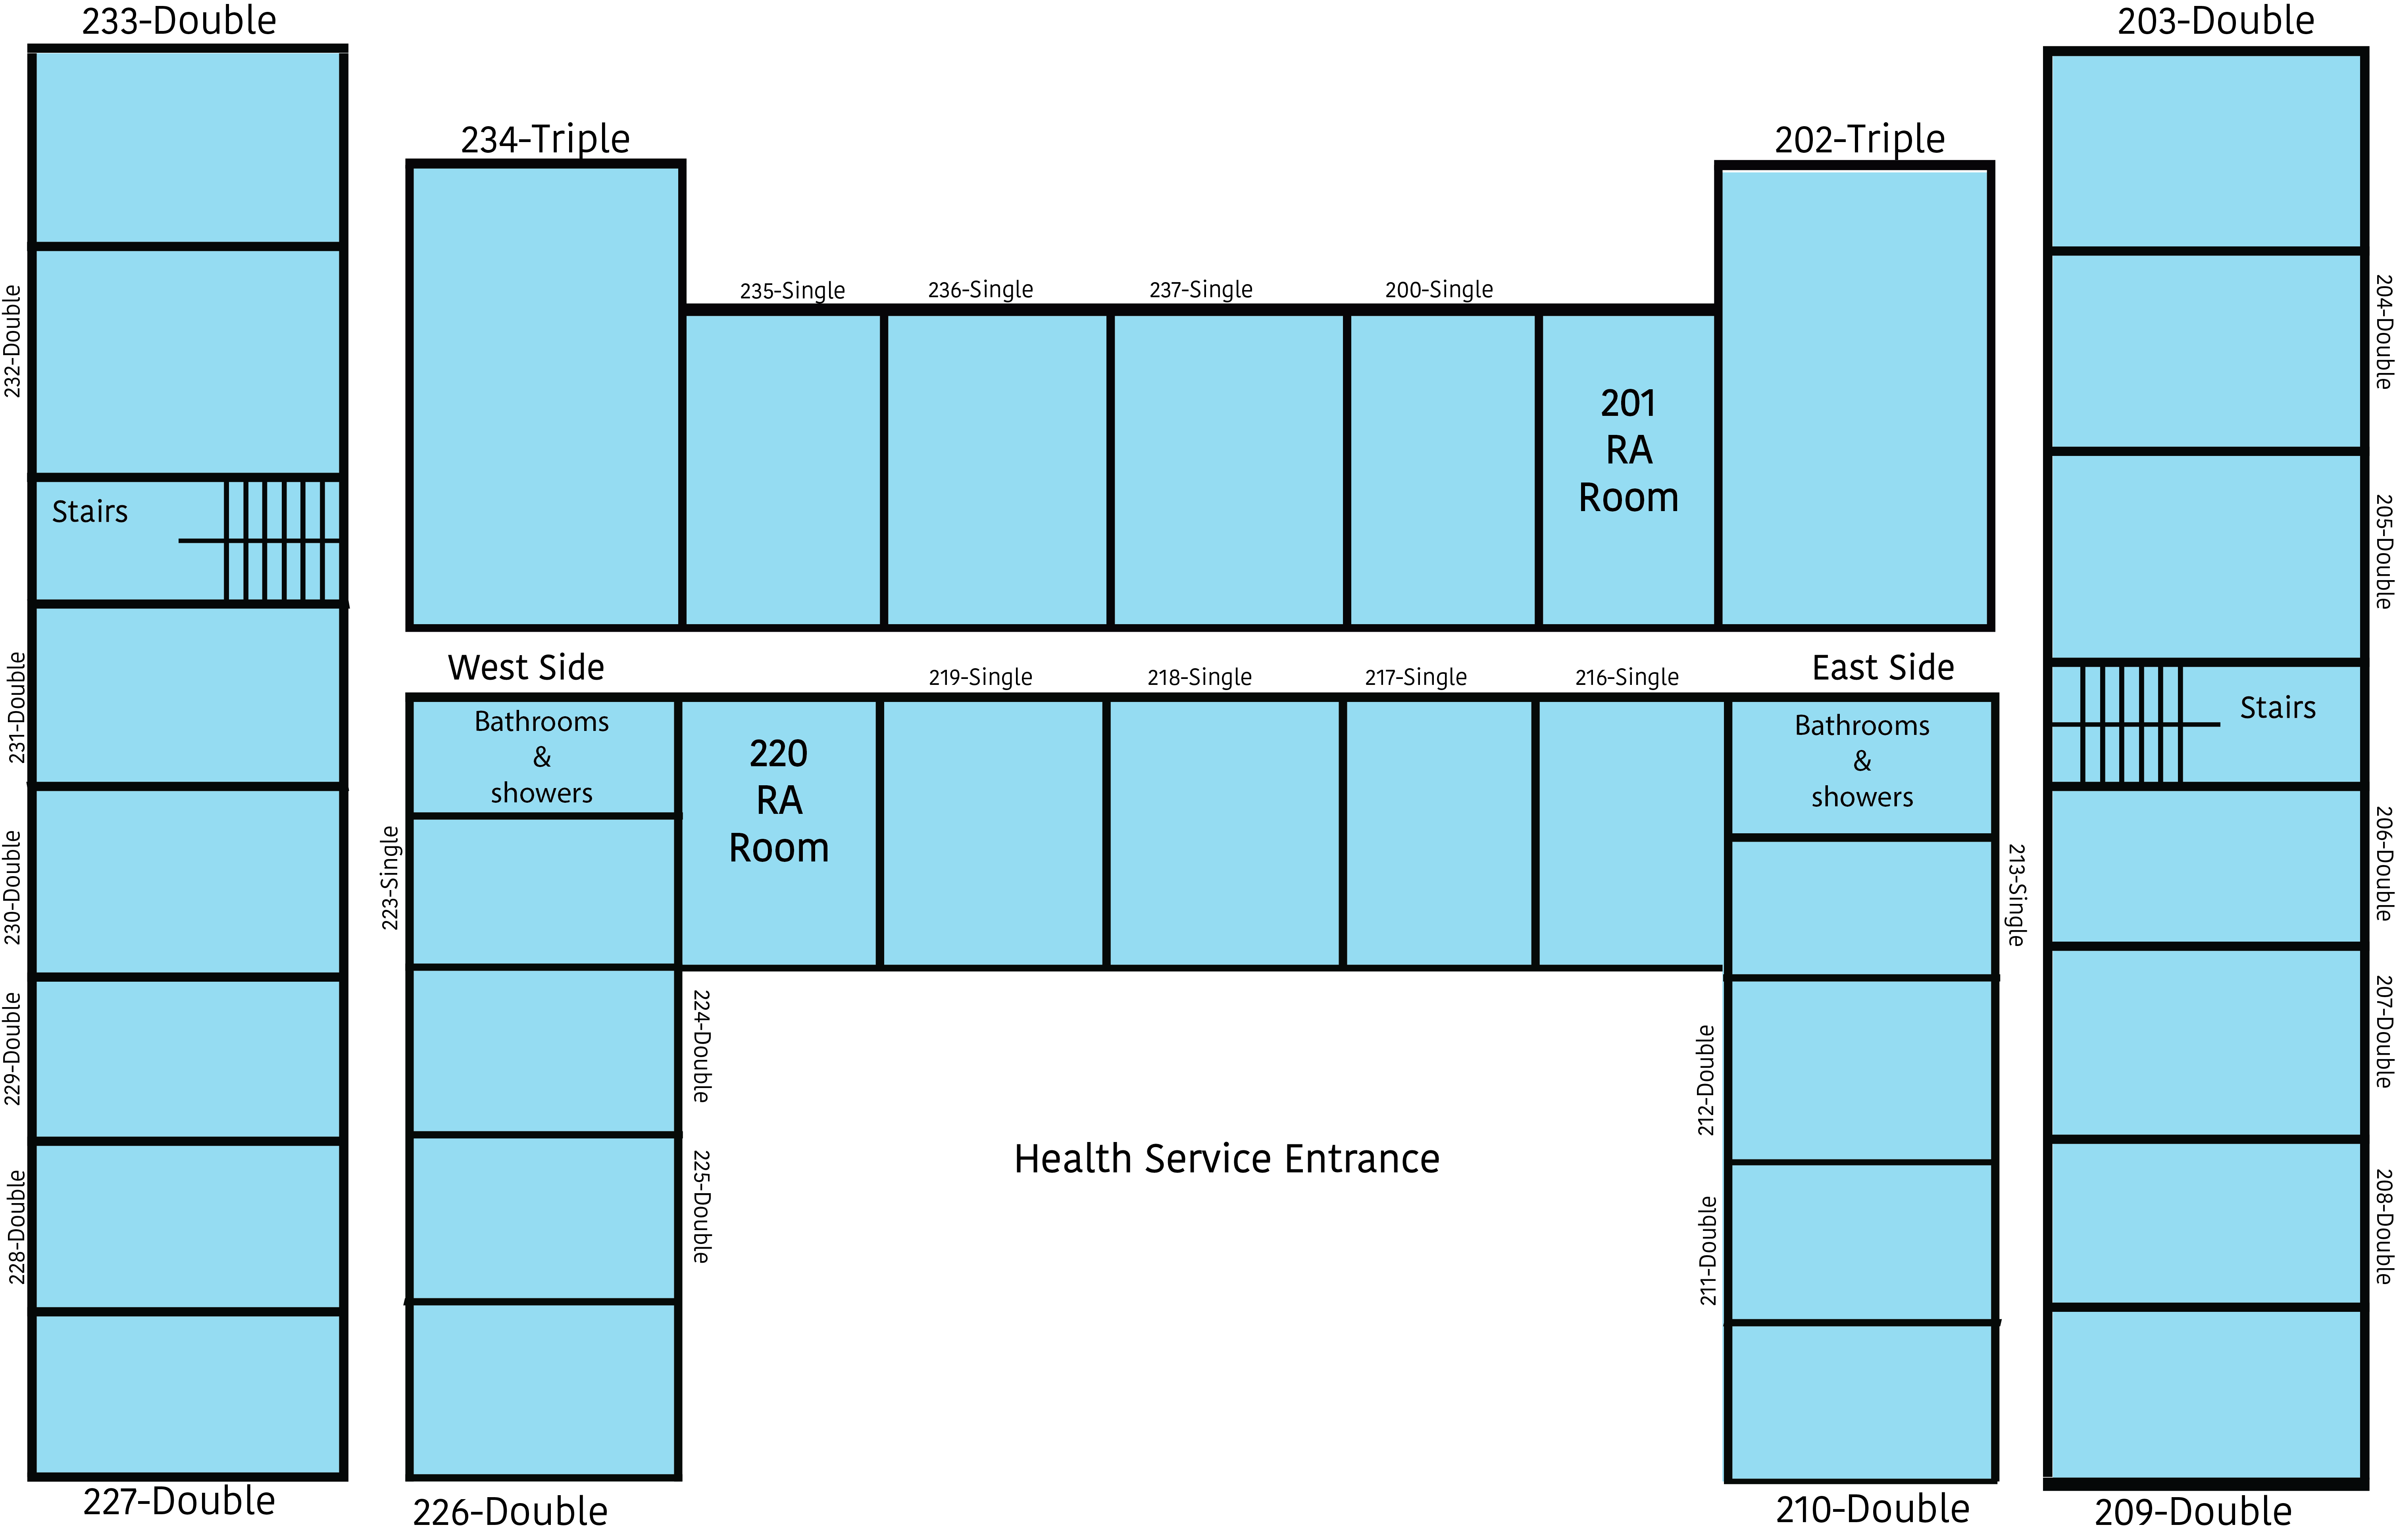 233-Double
203-Double
234-Triple
202-Triple
232-Double
235-Single
236-Single
237-Single
200-Single
204-Double
201
RA
Room
Stairs
205-Double
West Side
East Side
231-Double
219-Single
218-Single
217-Single
216-Single
Stairs
Bathrooms
&
showers
220
RA
Room
Bathrooms
&
showers
230-Double
223-Single
213-Single
206-Double
229-Double
224-Double
212-Double
207-Double
228-Double
225-Double
Health Service Entrance
211-Double
208-Double
227-Double
226-Double
210-Double
209-Double